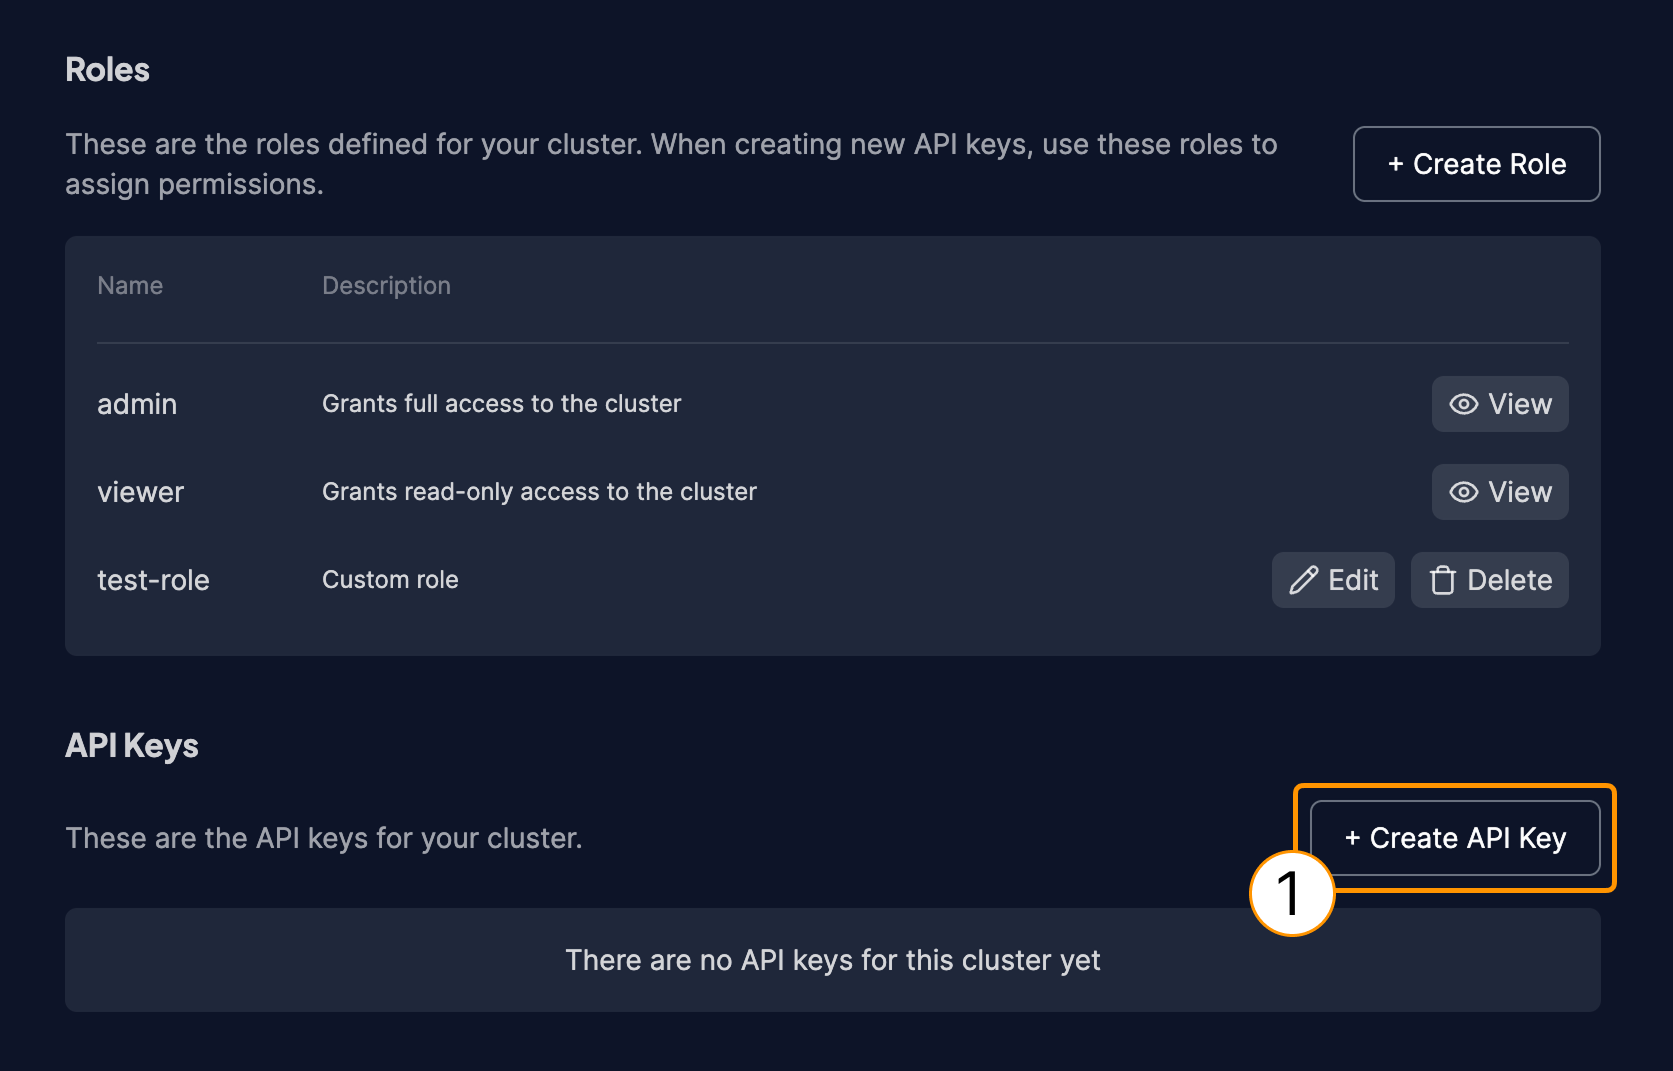 Roles
These are the roles defined for your cluster. When creating new API keys, use these roles to
assign permissions.
+ Create Role
Name Description
admin Grants full access to the cluster View
viewer Grants read-only access to the cluster View
test-role Custom role Edit Delete
API Keys
These are the API keys for your cluster.
+ Create API Key
1
There are no API keys for this cluster yet